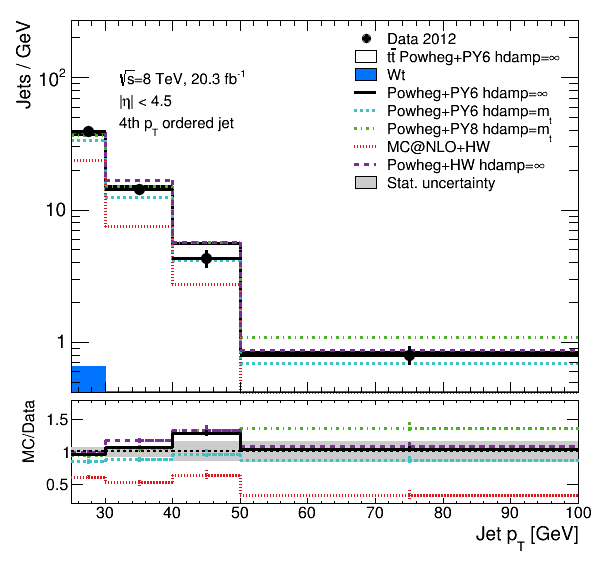 Jets / GeV
10²
10
1
√s=8 TeV, 20.3 fb⁻¹
|η| < 4.5
4th p_T ordered jet
Data 2012
tt̄ Powheg+PY6 hdamp=∞
Wt
Powheg+PY6 hdamp=∞
Powheg+PY6 hdamp=m_t
Powheg+PY8 hdamp=m_t
MC@NLO+HW
Powheg+HW hdamp=∞
Stat. uncertainty
MC/Data
1.5
1
0.5
30 40 50 60 70 80 90 100
Jet p_T [GeV]